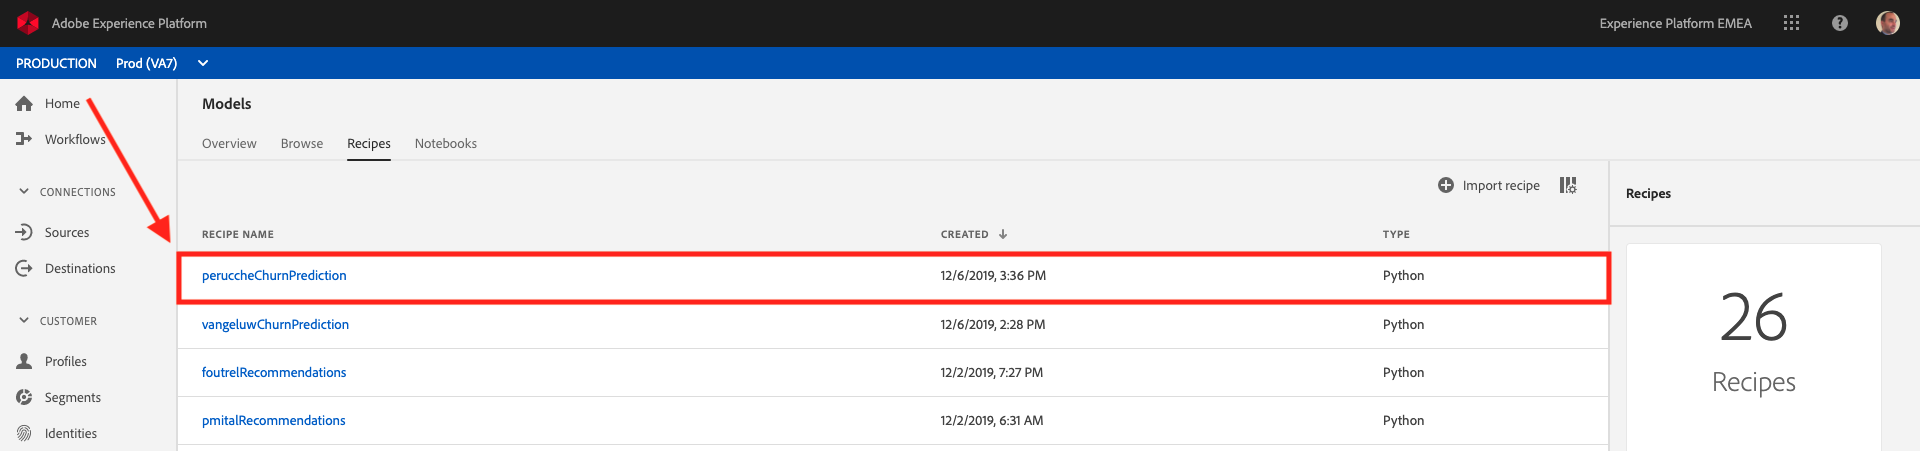 Adobe Experience Platform
Experience Platform EMEA
PRODUCTION Prod (VA7)
Home
Workflows
CONNECTIONS
Sources
Destinations
CUSTOMER
Profiles
Segments
Identities
Models
Overview Browse Recipes Notebooks
Import recipe
RECIPE NAME CREATED TYPE
peruccheChurnPrediction 12/6/2019, 3:36 PM Python
vangeluwChurnPrediction 12/6/2019, 2:28 PM Python
foutrelRecommendations 12/2/2019, 7:27 PM Python
pmitalRecommendations 12/2/2019, 6:31 AM Python
Recipes
26
Recipes